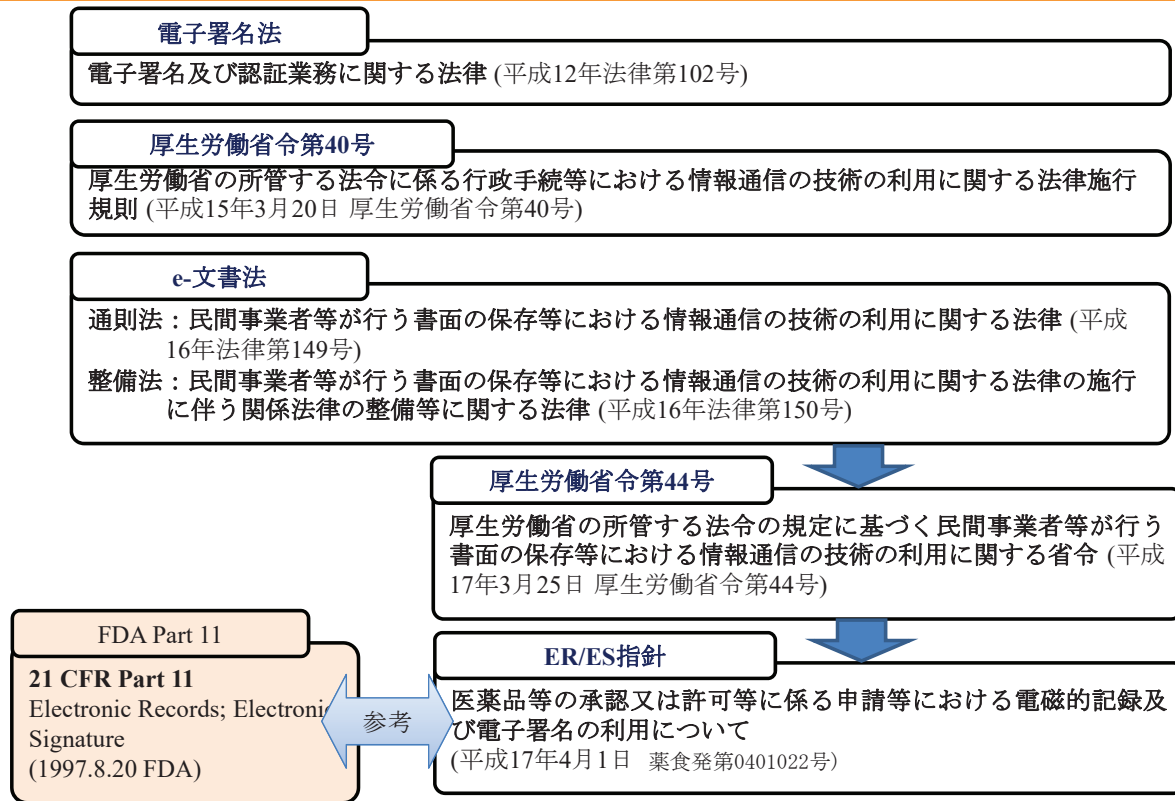 電子署名法
電子署名及び認証業務に関する法律 (平成12年法律第102号)
厚生労働省令第40号
厚生労働省の所管する法令に係る行政手続等における情報通信の技術の利用に関する法律施行
規則 (平成15年3月20日 厚生労働省令第40号)
e-文書法
通則法：民間事業者等が行う書面の保存等における情報通信の技術の利用に関する法律 (平成
16年法律第149号)
整備法：民間事業者等が行う書面の保存等における情報通信の技術の利用に関する法律の施行
に伴う関係法律の整備等に関する法律 (平成16年法律第150号)
厚生労働省令第44号
厚生労働省の所管する法令の規定に基づく民間事業者等が行う
書面の保存等における情報通信の技術の利用に関する省令 (平成
17年3月25日 厚生労働省令第44号)
FDA Part 11
21 CFR Part 11
Electronic Records; Electronic
Signature
(1997.8.20 FDA)
参考
ER/ES指針
医薬品等の承認又は許可等に係る申請等における電磁的記録及
び電子署名の利用について
(平成17年4月1日 薬食発第0401022号)